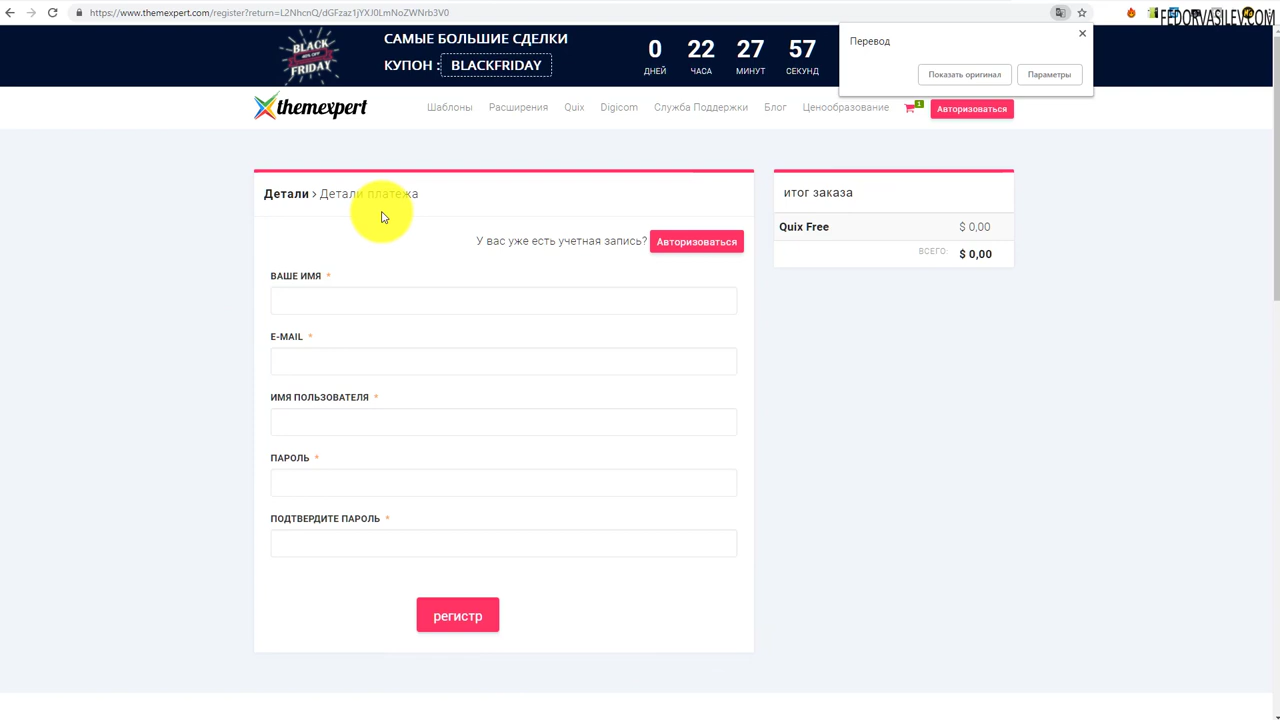 https://www.themexpert.com/register?return=L2NhcnQ/dGFzaz1jYXJ0LmNoZWNrb3V0
FEDORVASILEV.COM
BLACK
FRIDAY
САМЫЕ БОЛЬШИЕ СДЕЛКИ
КУПОН : BLACKFRIDAY
0 22 27 57
ДНЕЙ ЧАСА МИНУТ СЕКУНД
Перевод
Показать оригинал Параметры
themexpert Шаблоны Расширения Quix Digicom Служба Поддержки Блог Ценообразование 1 Авторизоваться
Детали > Детали платежа
У вас уже есть учетная запись? Авторизоваться
ВАШЕ ИМЯ *
E-MAIL *
ИМЯ ПОЛЬЗОВАТЕЛЯ *
ПАРОЛЬ *
ПОДТВЕРДИТЕ ПАРОЛЬ *
регистр
итог заказа
Quix Free $ 0,00
ВСЕГО: $ 0,00